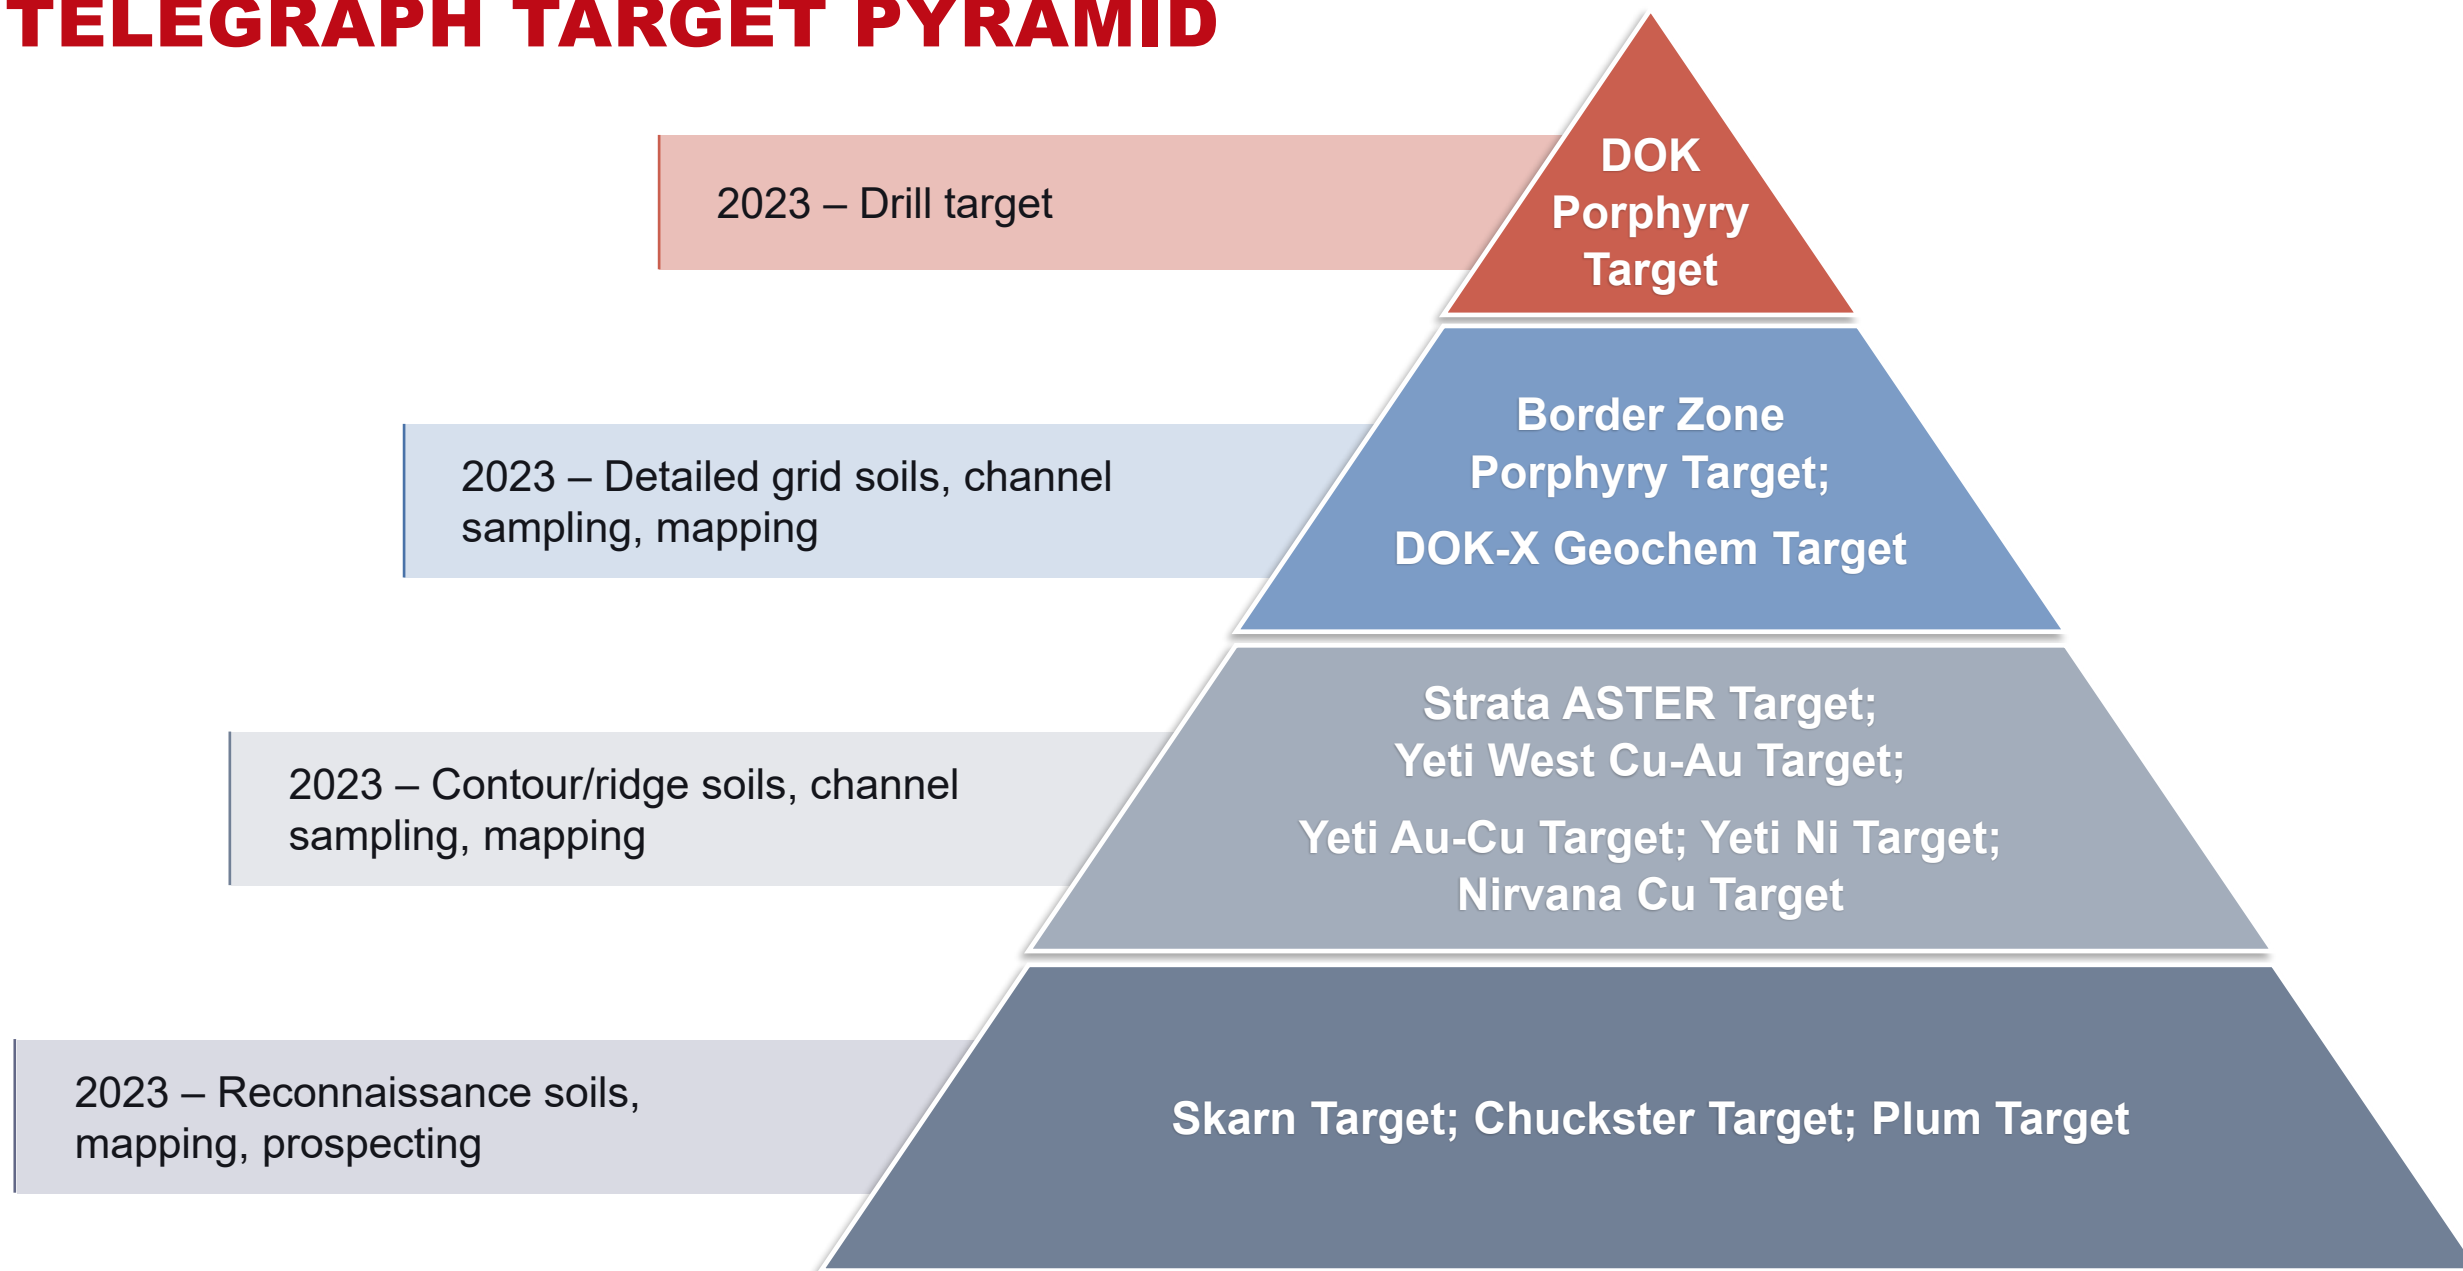 TELEGRAPH TARGET PYRAMID
2023 – Drill target
DOK
Porphyry
Target
2023 – Detailed grid soils, channel
sampling, mapping
Border Zone
Porphyry Target;
DOK-X Geochem Target
2023 – Contour/ridge soils, channel
sampling, mapping
Strata ASTER Target;
Yeti West Cu-Au Target;
Yeti Au-Cu Target; Yeti Ni Target;
Nirvana Cu Target
2023 – Reconnaissance soils,
mapping, prospecting
Skarn Target; Chuckster Target; Plum Target